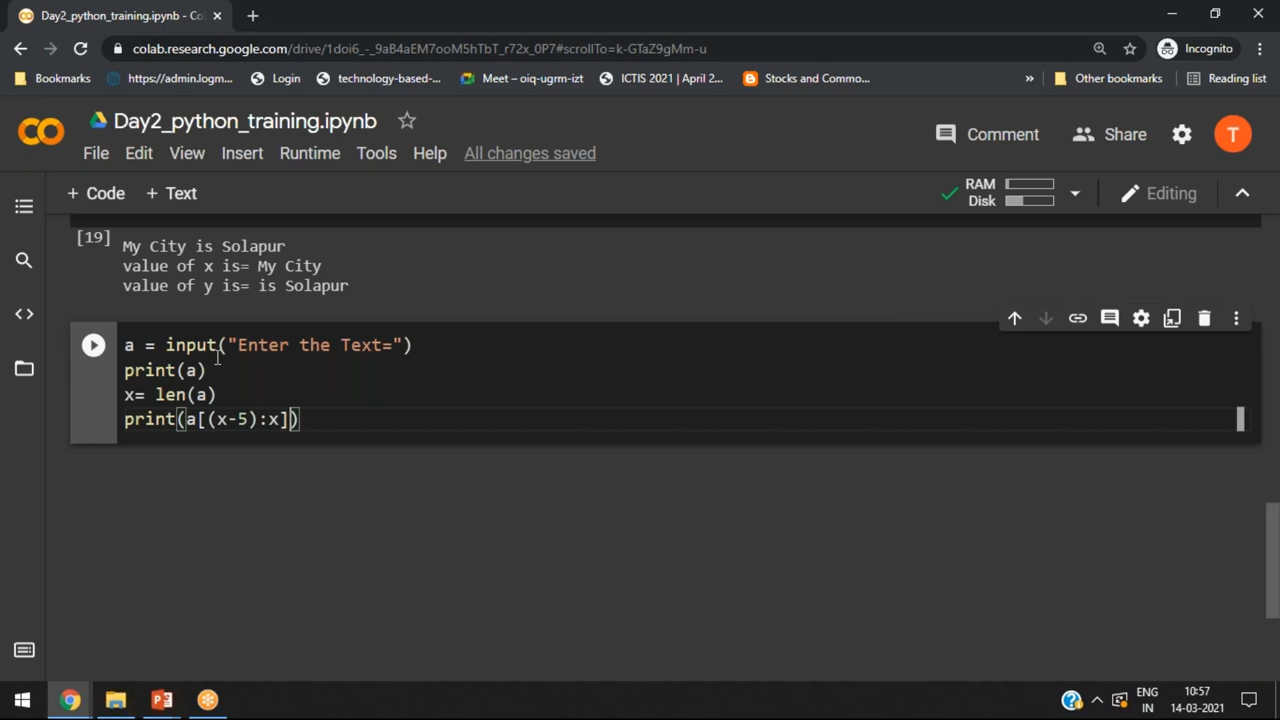 Day2_python_training.ipynb - Co
colab.research.google.com/drive/1doi6_-_9aB4aEM7ooM5hTbT_r72x_0P7#scrollTo=k-GTaZ9gMm-u
Incognito
Bookmarks
https://admin.logm...
Login
technology-based-...
Meet – oiq-ugrm-izt
ICTIS 2021 | April 2...
Stocks and Commo...
»
Other bookmarks
Reading list
Day2_python_training.ipynb
Comment
Share
T
File Edit View Insert Runtime Tools Help All changes saved
+ Code + Text
RAM
Disk
Editing
[19]
My City is Solapur
value of x is= My City
value of y is= is Solapur
a = input("Enter the Text=")
print(a)
x= len(a)
print(a[(x-5):x])
ENG
IN
10:57
14-03-2021